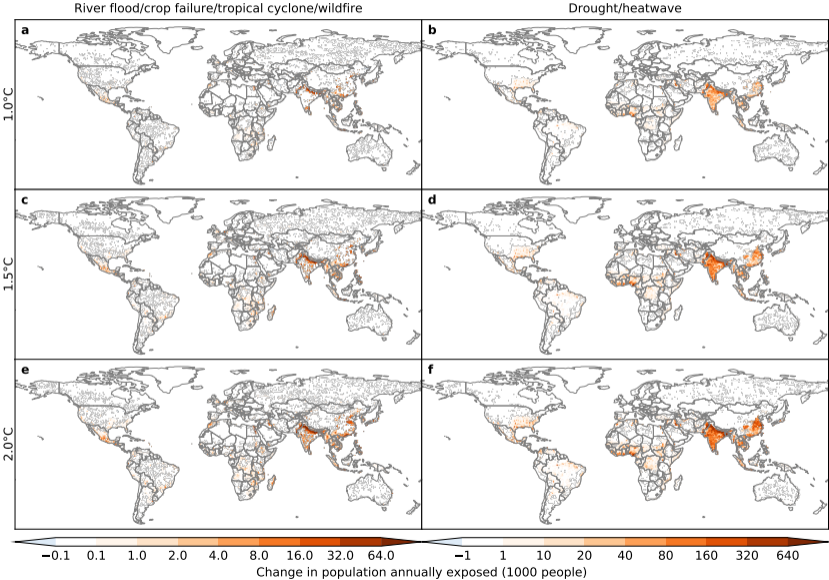 River flood/crop failure/tropical cyclone/wildfire
Drought/heatwave
a
b
1.0°C
c
d
1.5°C
e
f
2.0°C
−0.1 0.1 1.0 2.0 4.0 8.0 16.0 32.0 64.0
−1 1 10 20 40 80 160 320 640
Change in population annually exposed (1000 people)